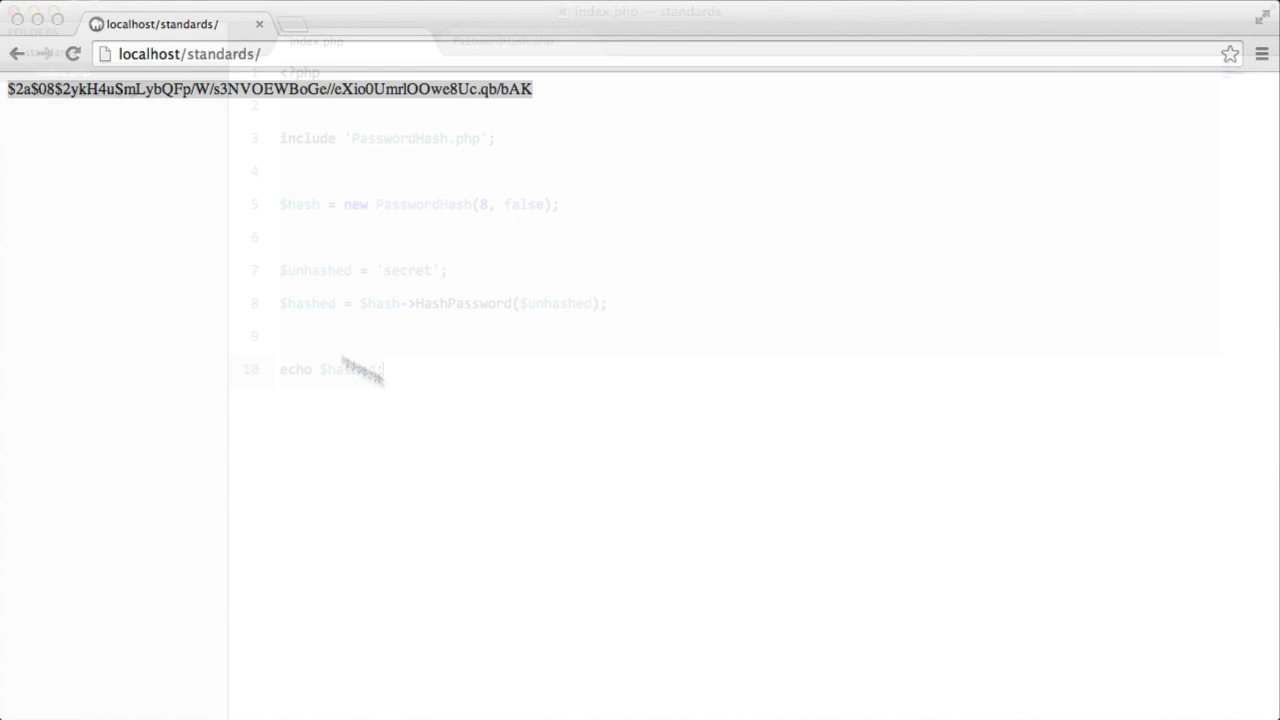 index.php — standards
localhost/standards/
FOLDERS
index.php
PasswordHash.php
localhost/standards/
1 <?php
$2a$08$2ykH4uSmLybQFp/W/s3NVOEWBoGe//eXio0UmrlOOwe8Uc.qb/bAK
2
3 include 'PasswordHash.php';
4
5 $hash = new PasswordHash(8, false);
6
7 $unhashed = 'secret';
8 $hashed = $hash->HashPassword($unhashed);
9
10 echo $hashed;